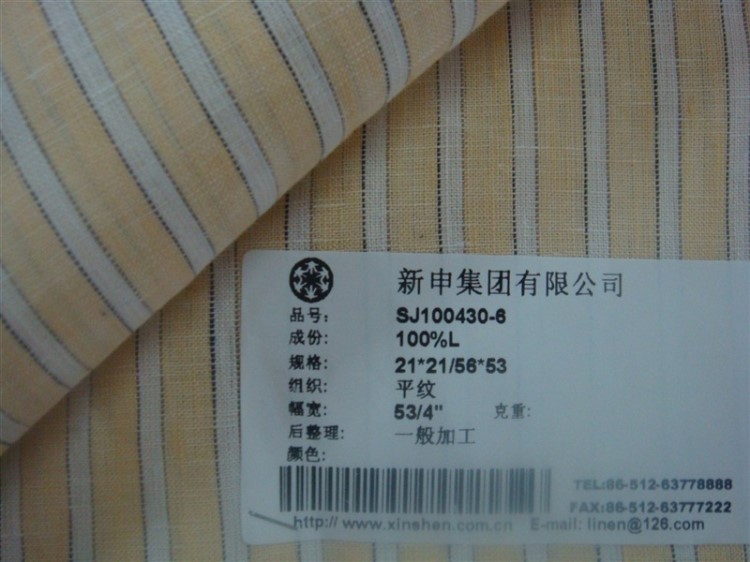 新申集团有限公司
品号: SJ100430-6
成份: 100%L
规格: 21*21/56*53
组织: 平纹
幅宽: 53/4" 克重:
后整理: 一般加工
颜色:
TEL:86-512-63778888
FAX:86-512-63777222
http://www.xinshen.com.cn E-mail: linen@126.com